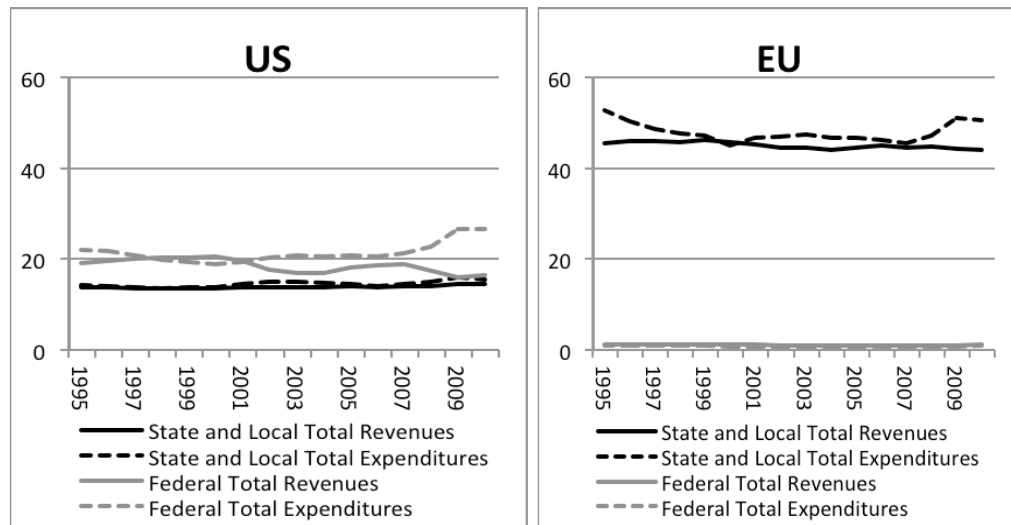 US
60
40
20
0
1995
1997
1999
2001
2003
2005
2007
2009
State and Local Total Revenues
State and Local Total Expenditures
Federal Total Revenues
Federal Total Expenditures
EU
60
40
20
0
1995
1997
1999
2001
2003
2005
2007
2009
State and Local Total Revenues
State and Local Total Expenditures
Federal Total Revenues
Federal Total Expenditures